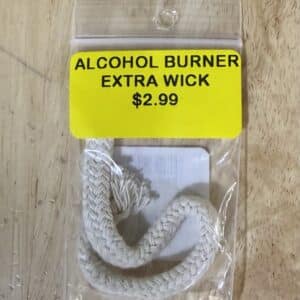 ALCOHOL BURNER
EXTRA WICK
$2.99